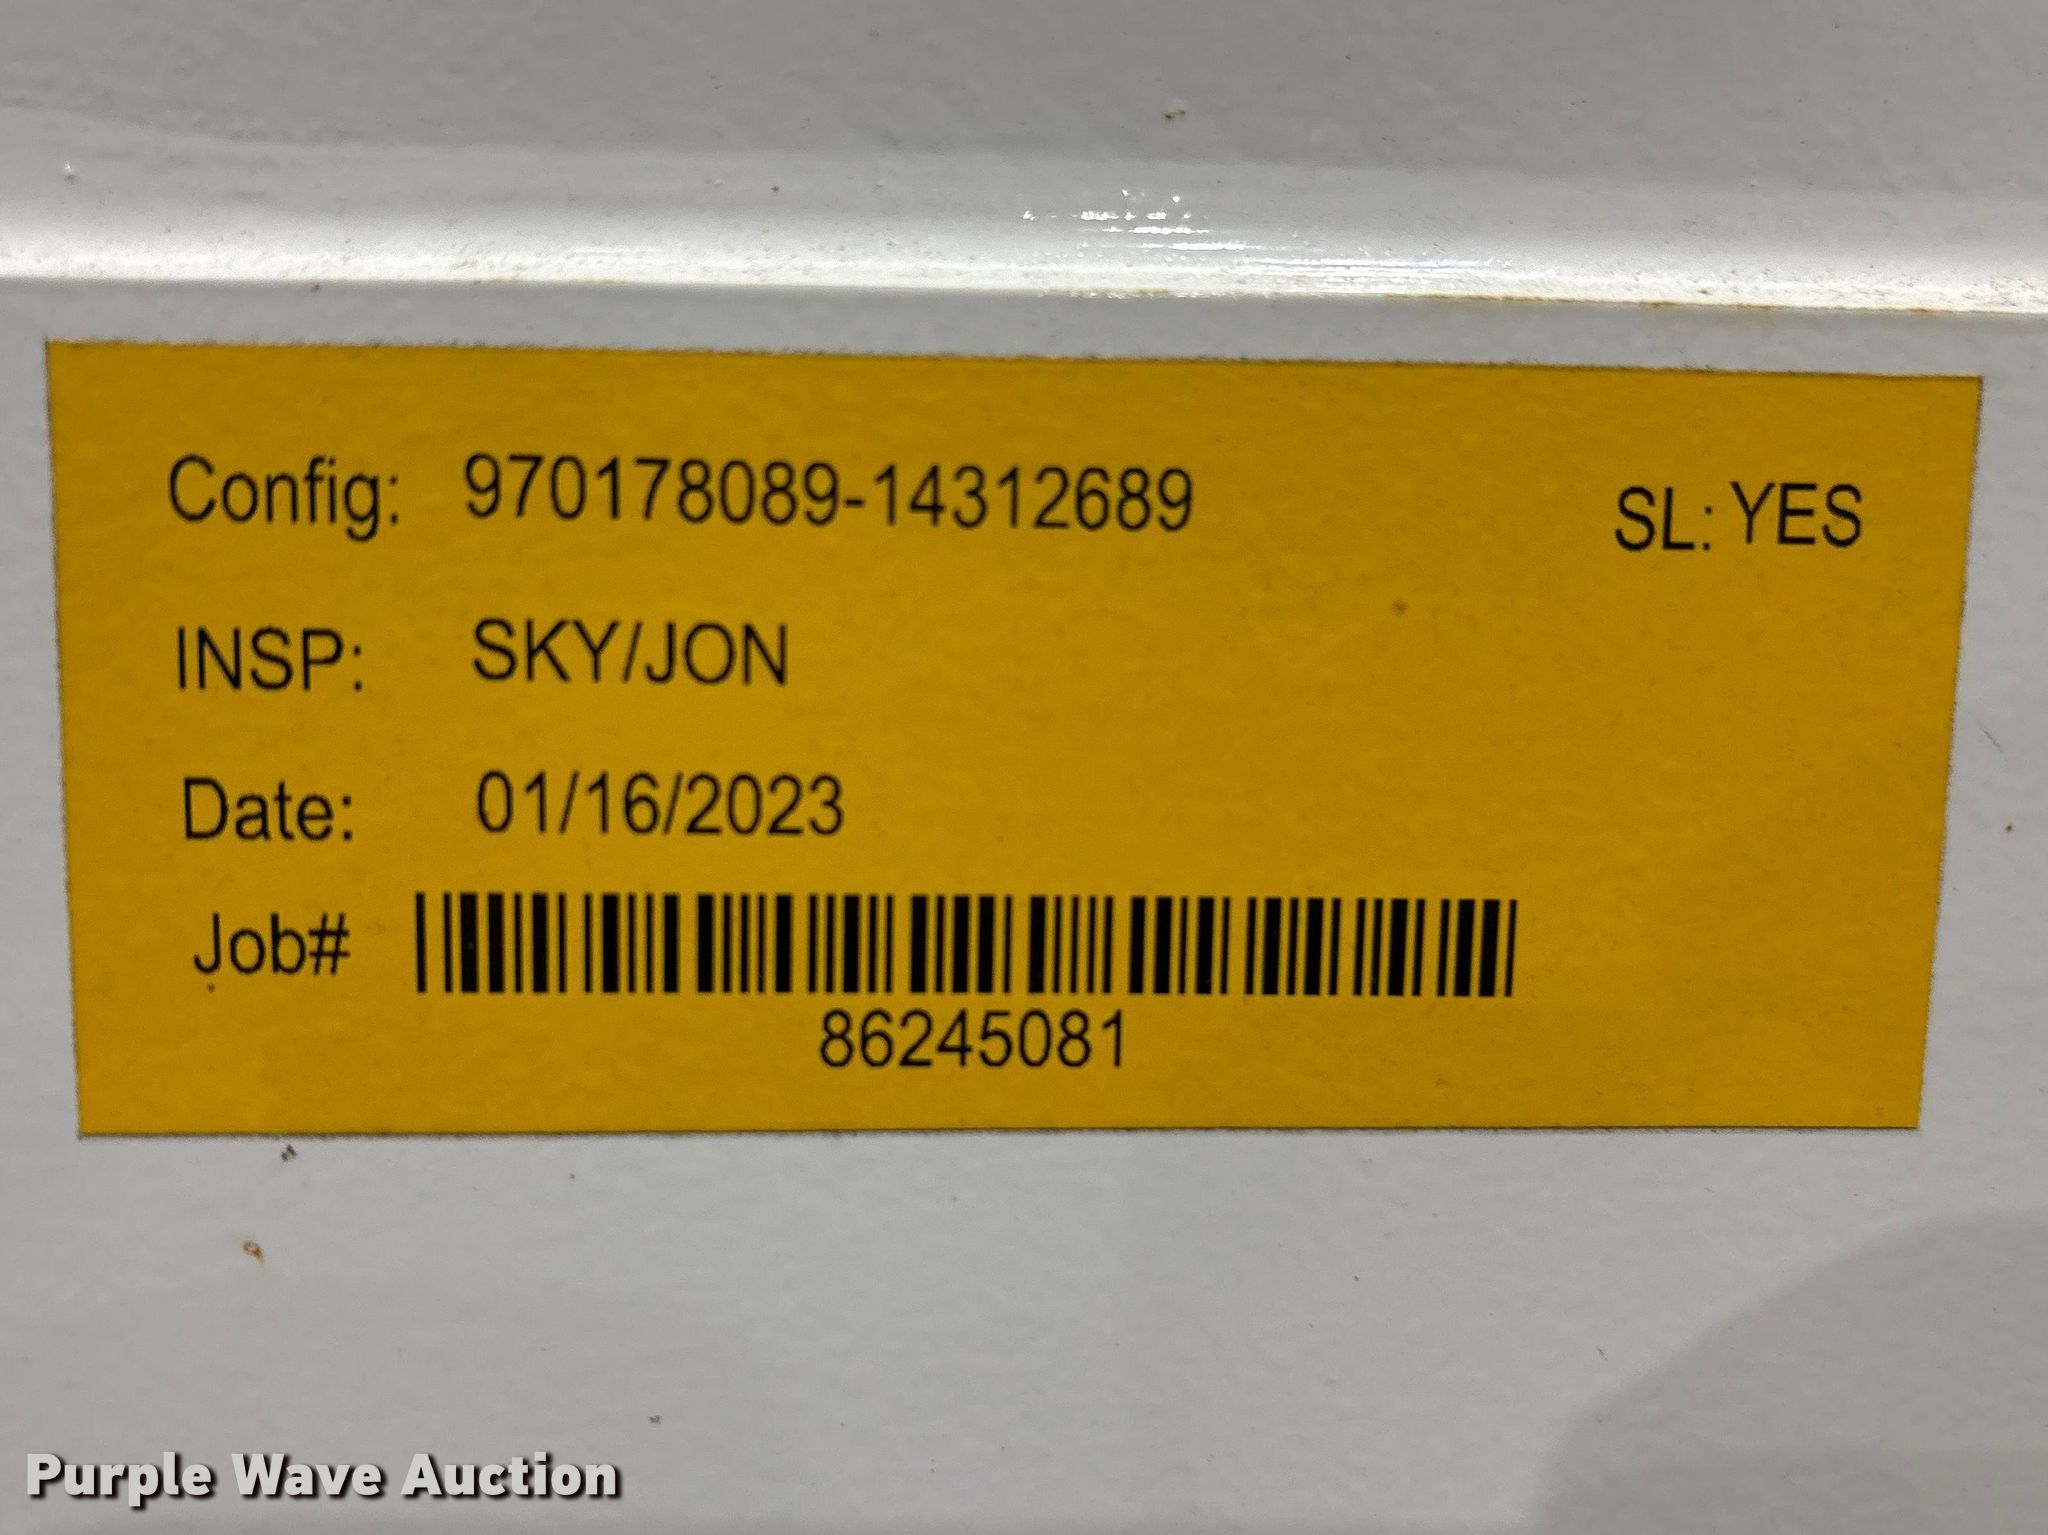 Config: 970178089-14312689 SL: YES
INSP: SKY/JON
Date: 01/16/2023
Job#
86245081
Purple Wave Auction